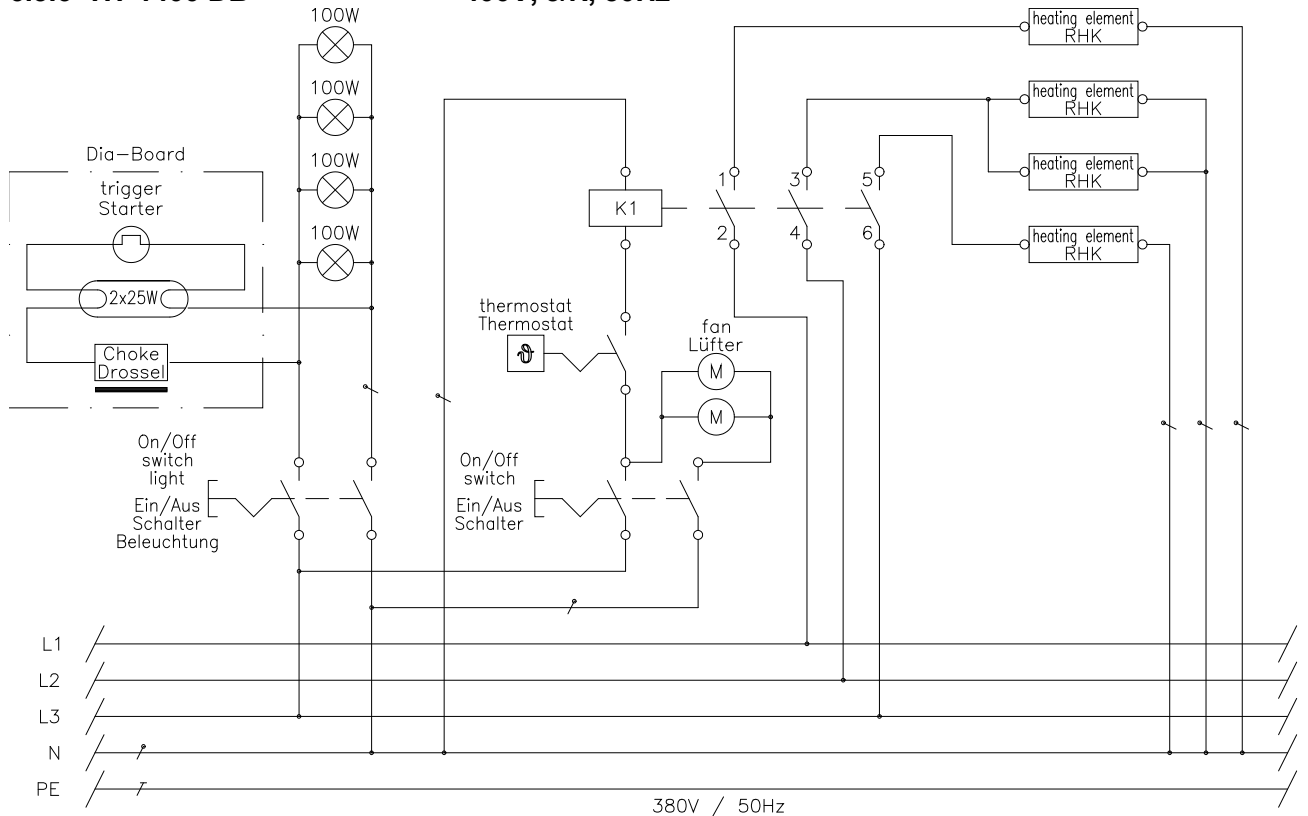 100W
100W
100W
100W
Dia-Board
trigger
Starter
2x25W
Choke
Drossel
On/Off
switch
light
Ein/Aus
Schalter
Beleuchtung
K1
thermostat
Thermostat
ϑ
fan
Lüfter
M
M
On/Off
switch
Ein/Aus
Schalter
1
3
5
2
4
6
heating element
RHK
heating element
RHK
heating element
RHK
heating element
RHK
L1
L2
L3
N
PE
380V / 50Hz